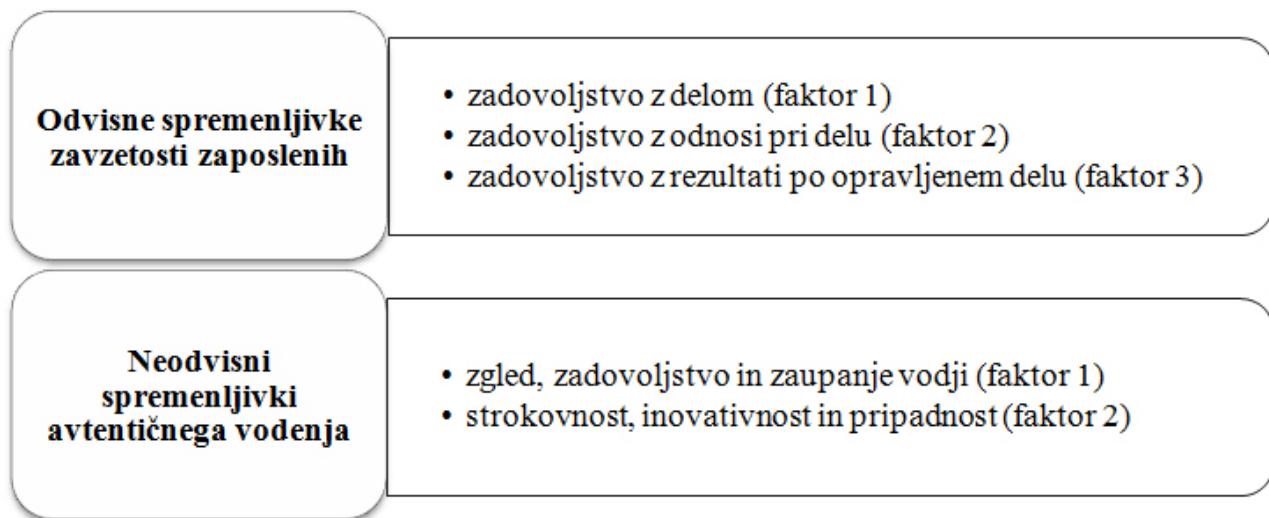 Odvisne spremenljivke
zavzetosti zaposlenih
• zadovoljstvo z delom (faktor 1)
• zadovoljstvo z odnosi pri delu (faktor 2)
• zadovoljstvo z rezultati po opravljenem delu (faktor 3)
Neodvisni
spremenljivki
avtentičnega vodenja
• zgled, zadovoljstvo in zaupanje vodji (faktor 1)
• strokovnost, inovativnost in pripadnost (faktor 2)